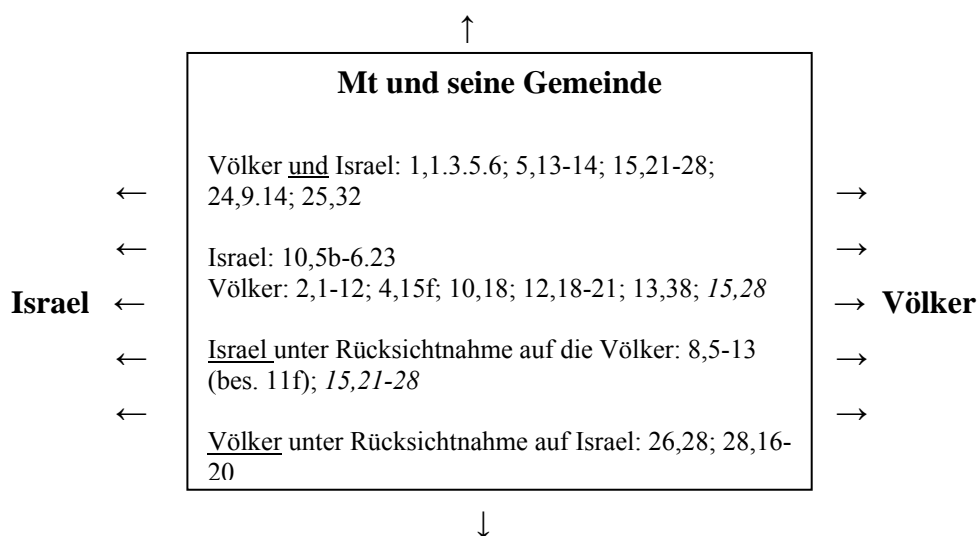 ↑
Mt und seine Gemeinde
Völker und Israel: 1,1.3.5.6; 5,13-14; 15,21-28;
24,9.14; 25,32
← →
← →
Israel: 10,5b-6.23
Völker: 2,1-12; 4,15f; 10,18; 12,18-21; 13,38; 15,28
Israel ← → Völker
Israel unter Rücksichtnahme auf die Völker: 8,5-13
(bes. 11f); 15,21-28
← →
← →
Völker unter Rücksichtnahme auf Israel: 26,28; 28,16-
20
↓